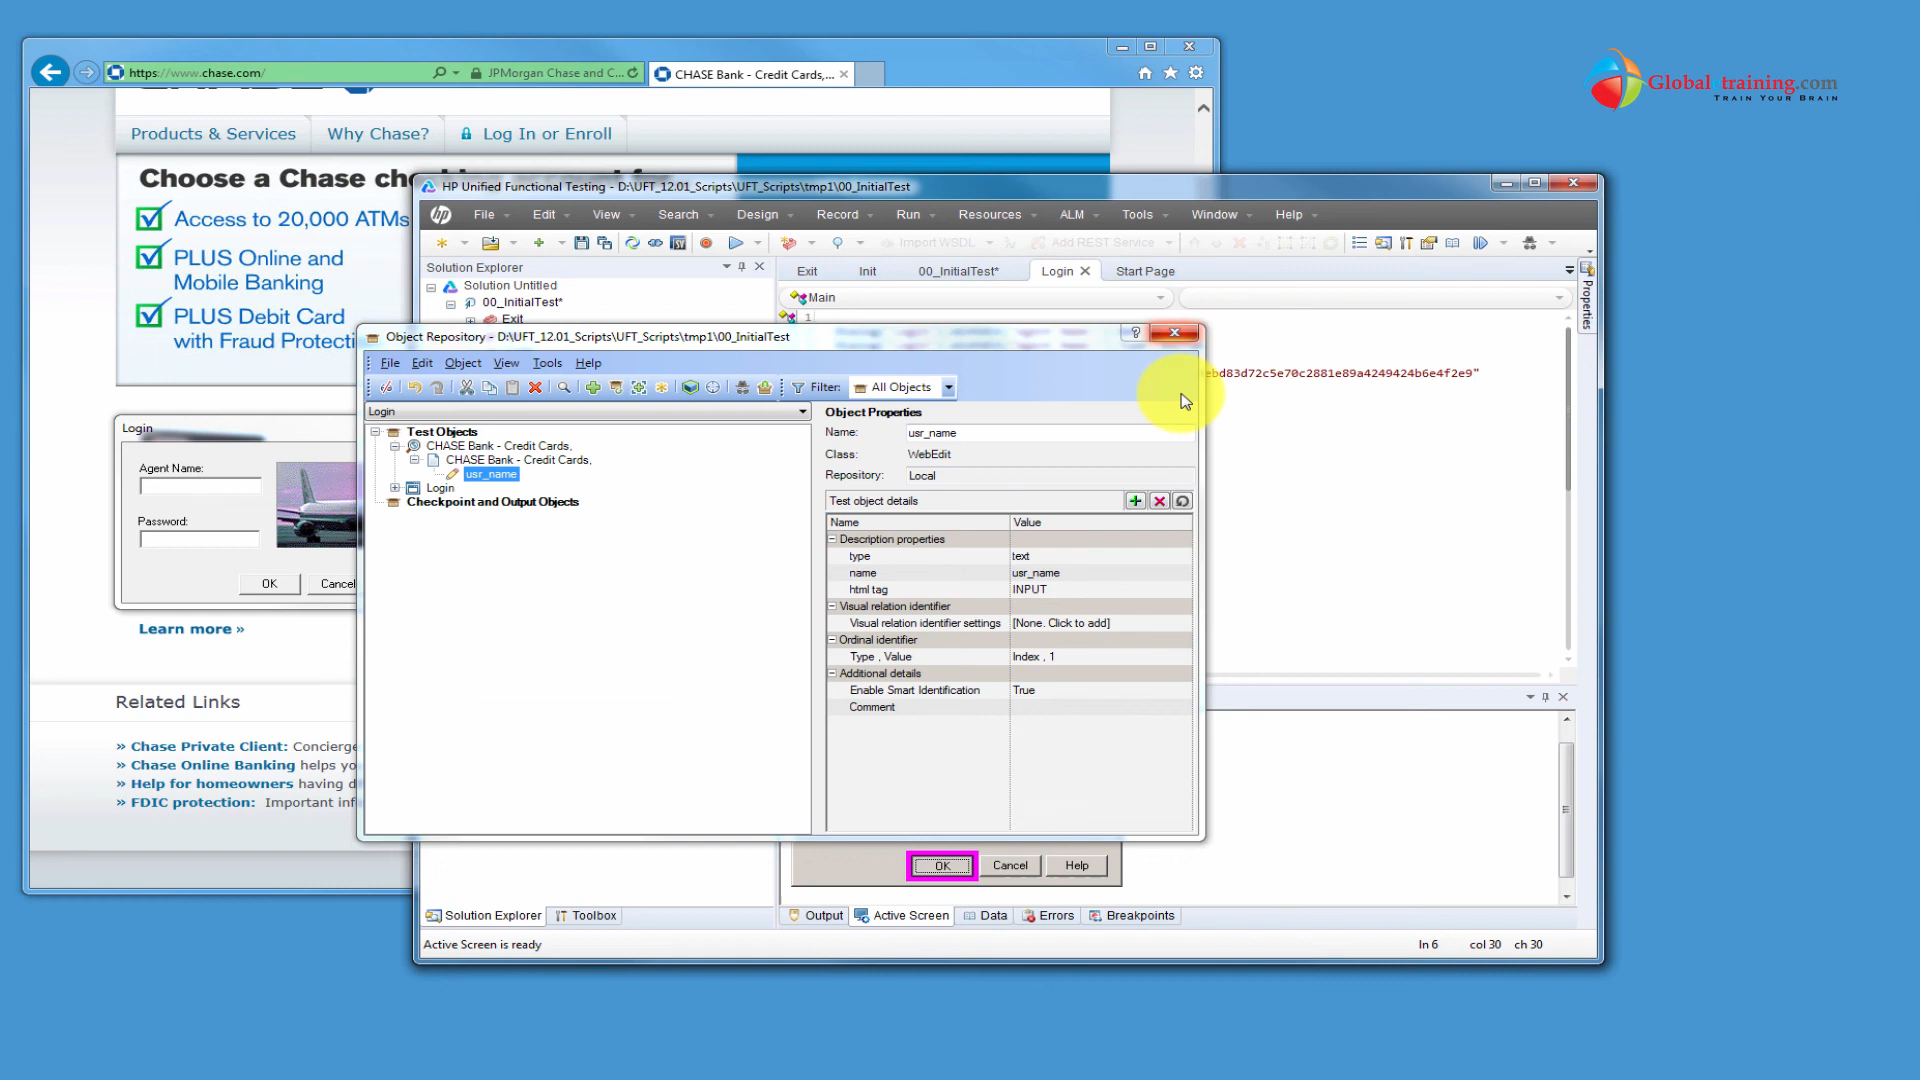 Global training.com
TRAIN YOUR BRAIN
https://www.chase.com/
JPMorgan Chase and C...
CHASE Bank - Credit Cards,...
Products & Services
Why Chase?
Log In or Enroll
Choose a Chase che
Access to 20,000 ATMs
PLUS Online and
Mobile Banking
PLUS Debit Card
with Fraud Protecti
Login
Agent Name:
Password:
OK
Cancel
Learn more »
Related Links
» Chase Private Client: Concierge
» Chase Online Banking helps yo
» Help for homeowners having d
» FDIC protection: Important inf
HP Unified Functional Testing - D:\UFT_12.01_Scripts\UFT_Scripts\tmp1\00_InitialTest
File
Edit
View
Search
Design
Record
Run
Resources
ALM
Tools
Window
Help
Import WSDL
Add REST Service
Solution Explorer
Solution Untitled
00_InitialTest*
Exit
Exit
Init
00_InitialTest*
Login
Start Page
Main
1
Properties
ebd83d72c5e70c2881e89a4249424b6e4f2e9"
Object Repository - D:\UFT_12.01_Scripts\UFT_Scripts\tmp1\00_InitialTest
File
Edit
Object
View
Tools
Help
Filter:
All Objects
Login
Test Objects
CHASE Bank - Credit Cards,
CHASE Bank - Credit Cards,
usr_name
Login
Checkpoint and Output Objects
Object Properties
Name:
usr_name
Class:
WebEdit
Repository:
Local
Test object details
Name
Value
Description properties
type
text
name
usr_name
html tag
INPUT
Visual relation identifier
Visual relation identifier settings
[None. Click to add]
Ordinal identifier
Type , Value
Index , 1
Additional details
Enable Smart Identification
True
Comment
OK
Cancel
Help
Solution Explorer
Toolbox
Output
Active Screen
Data
Errors
Breakpoints
Active Screen is ready
ln 6
col 30
ch 30